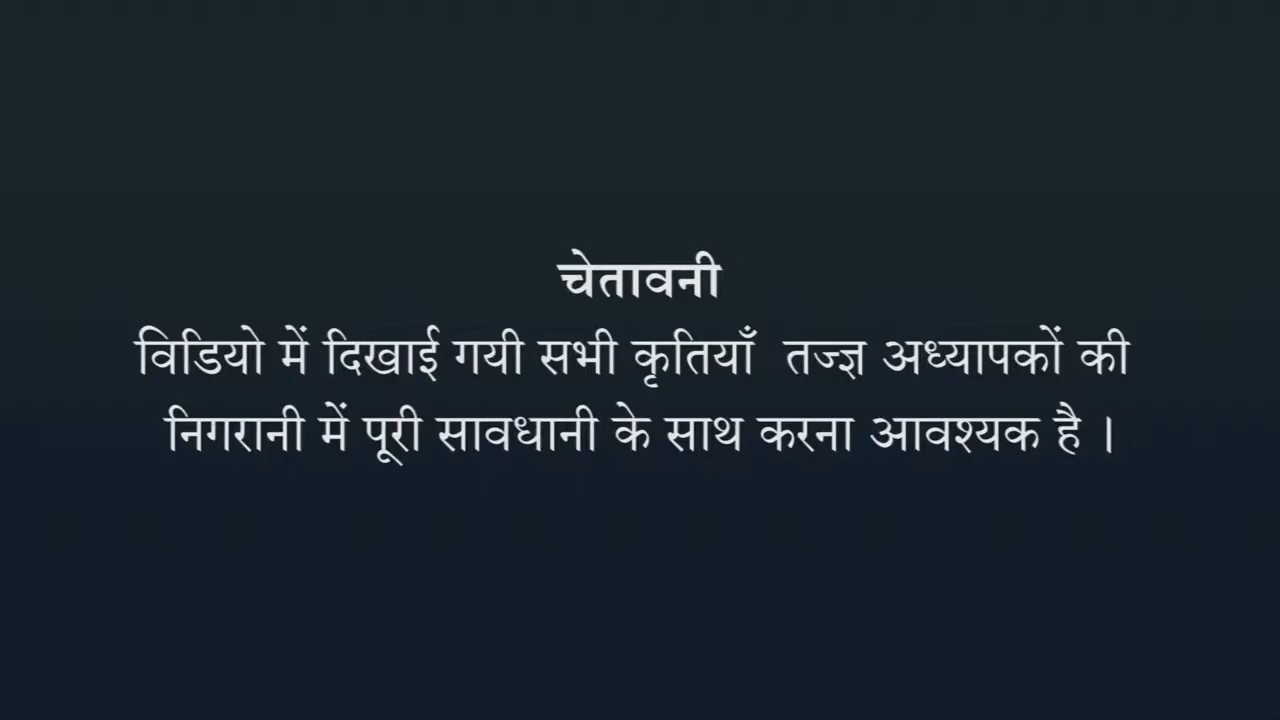 चेतावनी
विडियो में दिखाई गयी सभी कृतियाँ तज्ज्ञ अध्यापकों की
निगरानी में पूरी सावधानी के साथ करना आवश्यक है ।